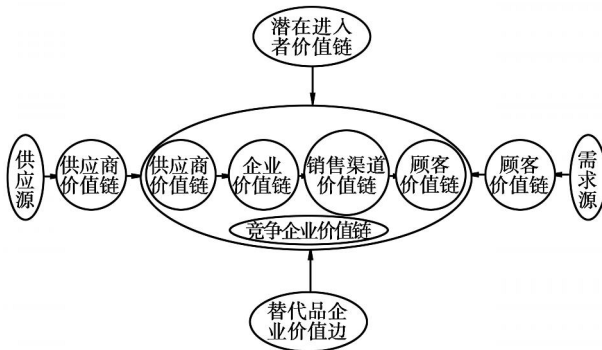 潜在进入
者价值链
供
应
源
供应商
价值链
供应商
价值链
企业
价值链
销售渠道
价值链
顾客
价值链
顾客
价值链
需
求
源
竞争企业价值链
替代品企
业价值边